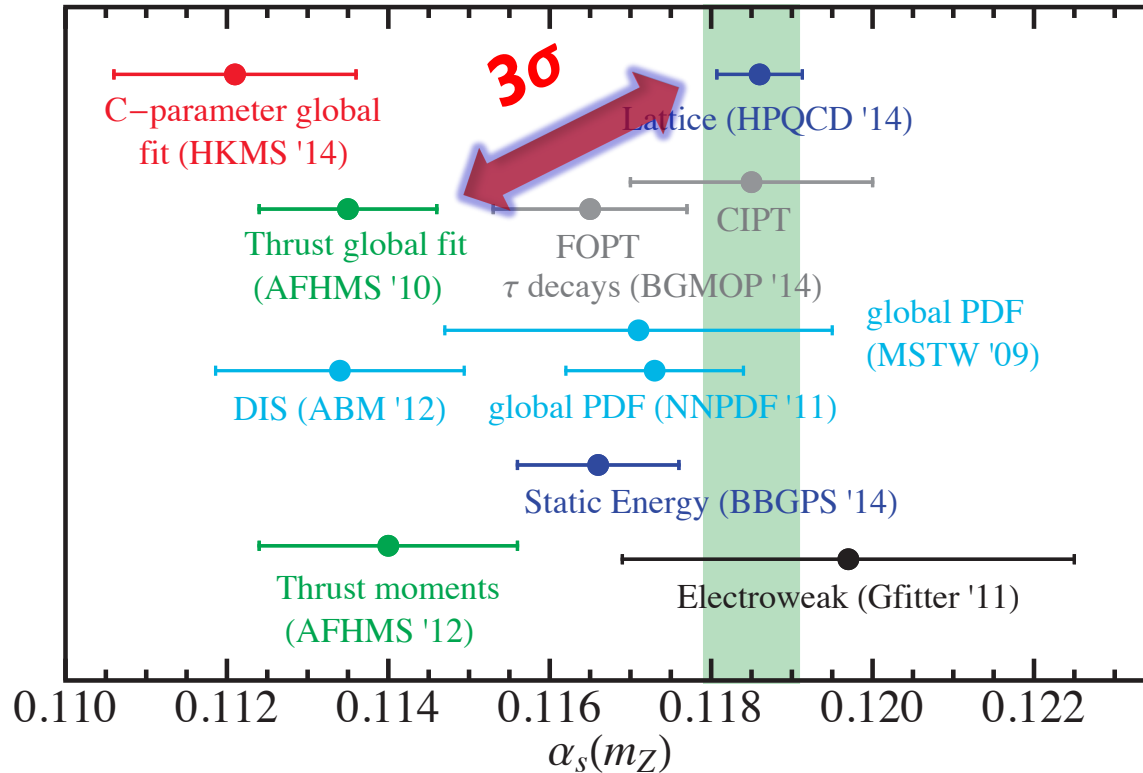 3σ
C−parameter global
fit (HKMS '14)
Lattice (HPQCD '14)
CIPT
Thrust global fit
(AFHMS '10)
FOPT
τ decays (BGMOP '14)
global PDF
(MSTW '09)
DIS (ABM '12)
global PDF (NNPDF '11)
Static Energy (BBGPS '14)
Thrust moments
(AFHMS '12)
Electroweak (Gfitter '11)
0.110 0.112 0.114 0.116 0.118 0.120 0.122
αs(mZ)